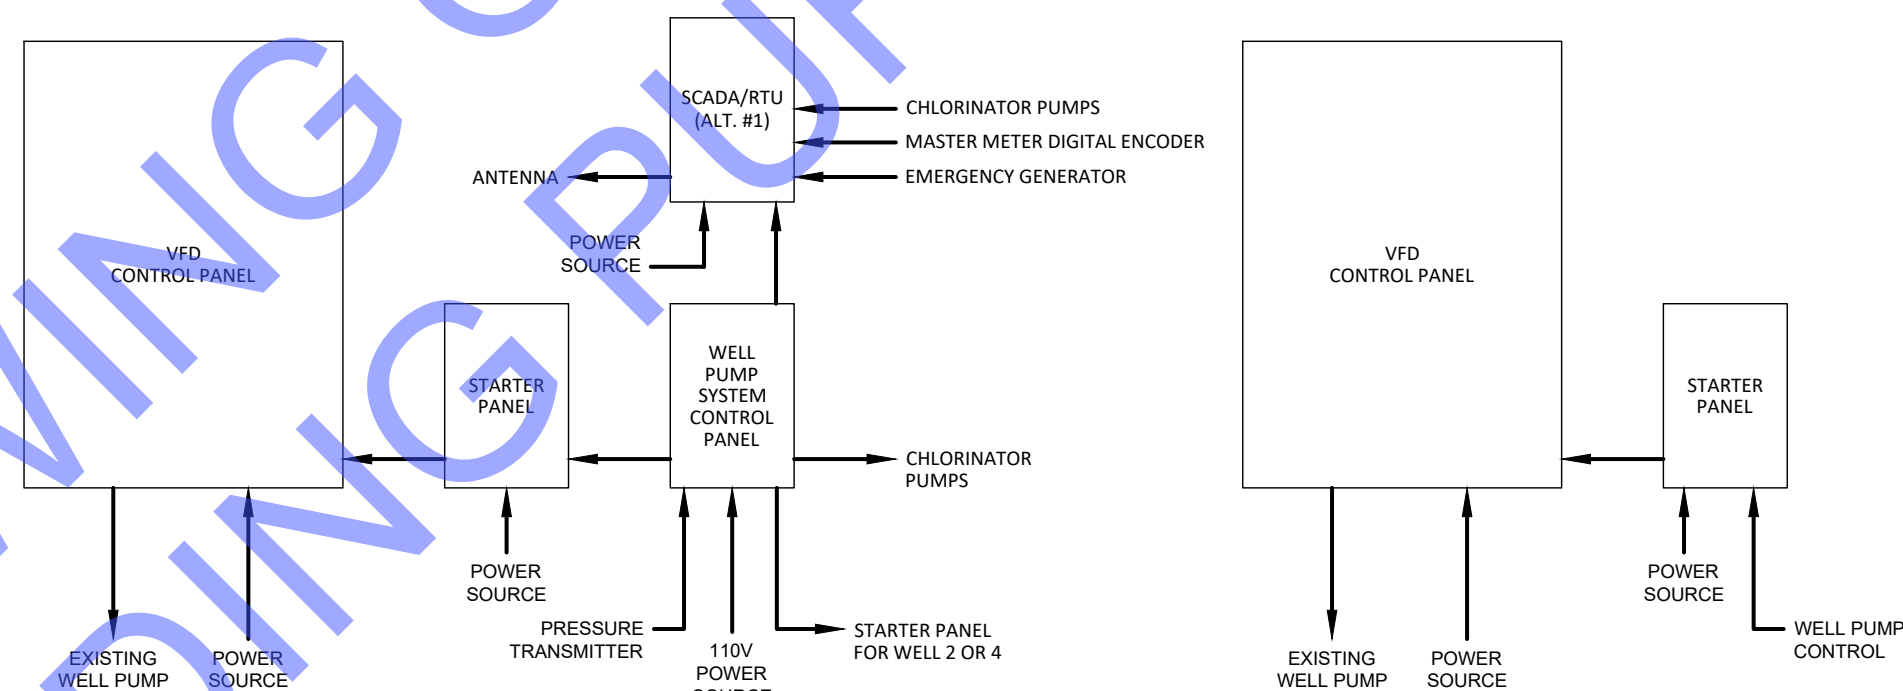 SCADA/RTU
(ALT. #1)
CHLORINATOR PUMPS
MASTER METER DIGITAL ENCODER
EMERGENCY GENERATOR
ANTENNA
POWER
SOURCE
VFD
CONTROL PANEL
STARTER
PANEL
WELL
PUMP
SYSTEM
CONTROL
PANEL
CHLORINATOR
PUMPS
POWER
SOURCE
PRESSURE
TRANSMITTER
110V
POWER
SOURCE
STARTER PANEL
FOR WELL 2 OR 4
EXISTING
WELL PUMP
POWER
SOURCE
VFD
CONTROL PANEL
STARTER
PANEL
POWER
SOURCE
WELL PUMP
CONTROL
EXISTING
WELL PUMP
POWER
SOURCE